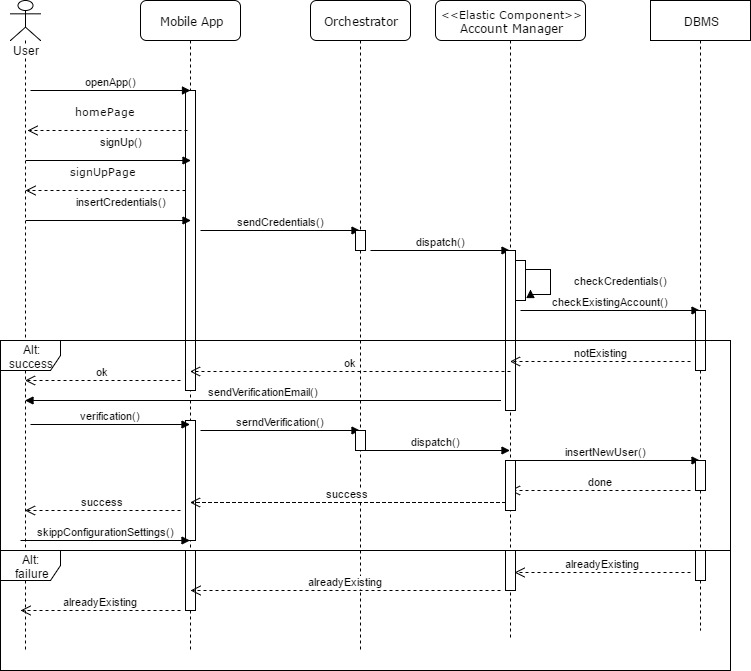 User
Mobile App
Orchestrator
<<Elastic Component>>
Account Manager
DBMS
openApp()
homePage
signUp()
signUpPage
insertCredentials()
sendCredentials()
dispatch()
checkCredentials()
checkExistingAccount()
Alt:
success
notExisting
ok
ok
sendVerificationEmail()
verification()
serndVerification()
dispatch()
insertNewUser()
done
success
success
skippConfigurationSettings()
Alt:
failure
alreadyExisting
alreadyExisting
alreadyExisting